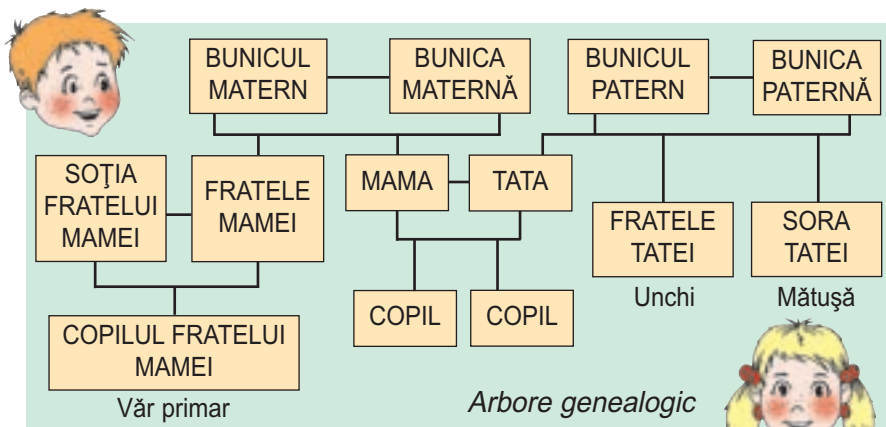 BUNICUL
MATERN
BUNICA
MATERNĂ
BUNICUL
PATERN
BUNICA
PATERNĂ
SOŢIA
FRATELUI
MAMEI
FRATELE
MAMEI
MAMA
TATA
FRATELE
TATEI
SORA
TATEI
Unchi
Mătuşă
COPIL
COPIL
COPILUL FRATELUI
MAMEI
Văr primar
Arbore genealogic